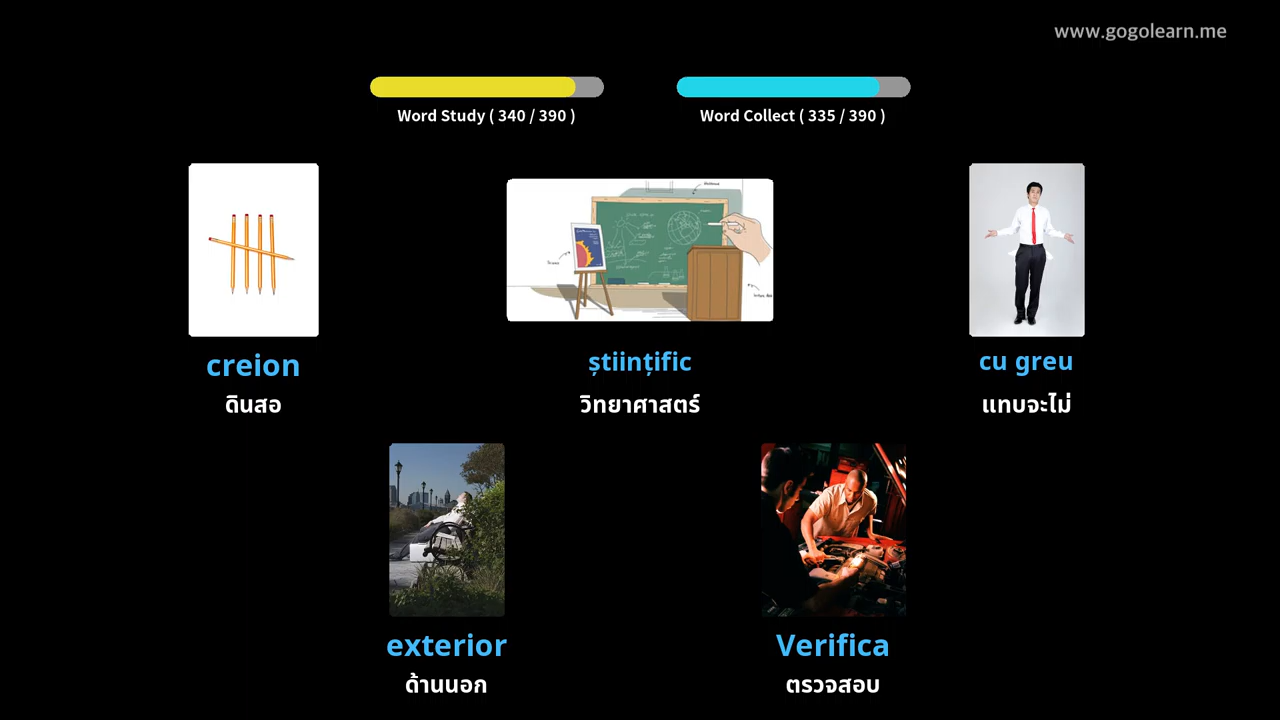 www.gogolearn.me
Word Study ( 340 / 390 )
Word Collect ( 335 / 390 )
creion
științific
cu greu
ดินสอ
วิทยาศาสตร์
แทบจะไม่
exterior
Verifica
ด้านนอก
ตรวจสอบ